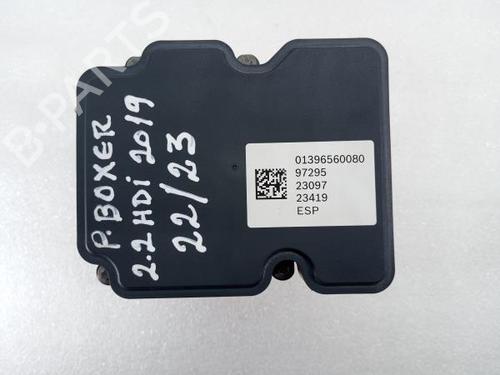 B-PARTS
P.BOXER
2.2 HDi 2019
22/23
01396560080
97295
23097
23419
ESP